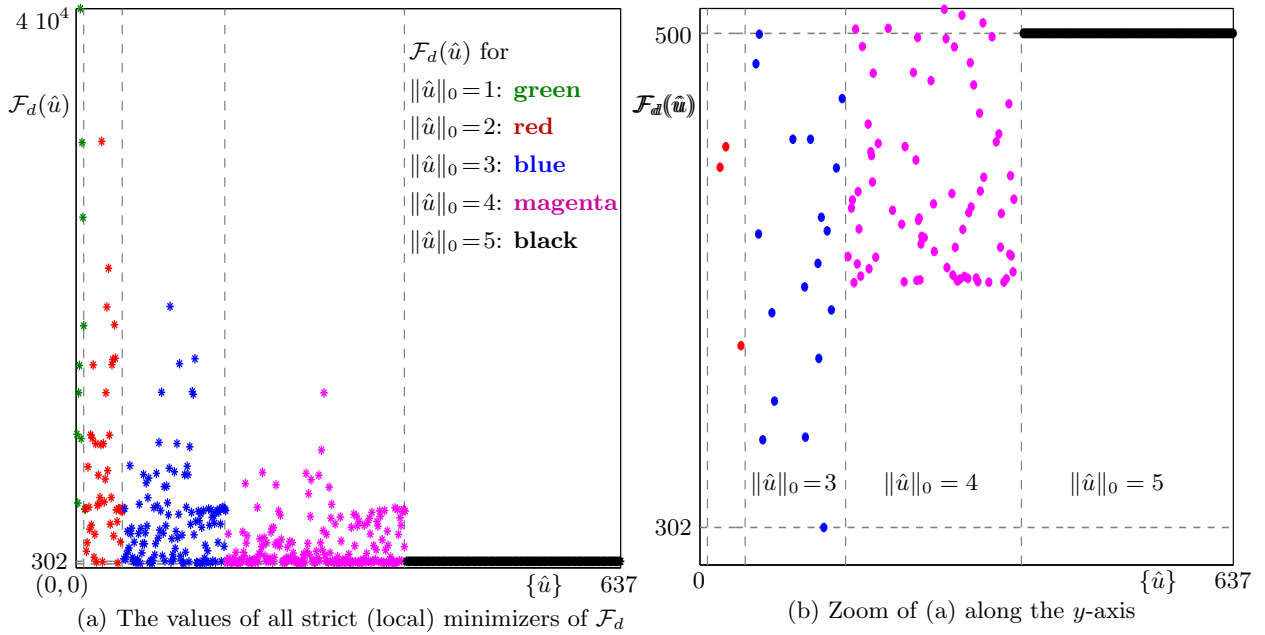 4 10⁴
ℱ_d(û)
302
(0, 0)
{û}
637
ℱ_d(û) for
‖û‖₀=1: green
‖û‖₀=2: red
‖û‖₀=3: blue
‖û‖₀=4: magenta
‖û‖₀=5: black
(a) The values of all strict (local) minimizers of ℱ_d
500
ℱ_d(û)
302
‖û‖₀=3
‖û‖₀ = 4
‖û‖₀ = 5
0
{û}
637
(b) Zoom of (a) along the y-axis